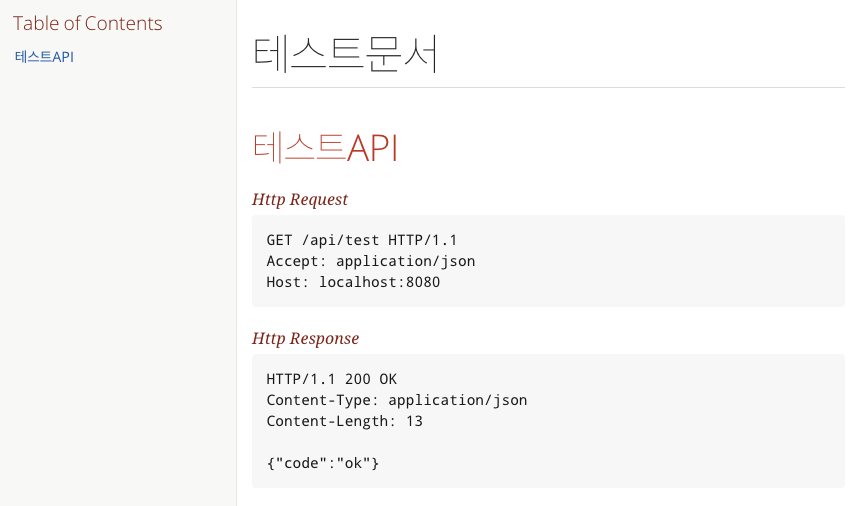 Table of Contents
테스트API
테스트문서
테스트API
Http Request
GET /api/test HTTP/1.1
Accept: application/json
Host: localhost:8080
Http Response
HTTP/1.1 200 OK
Content-Type: application/json
Content-Length: 13
{"code":"ok"}